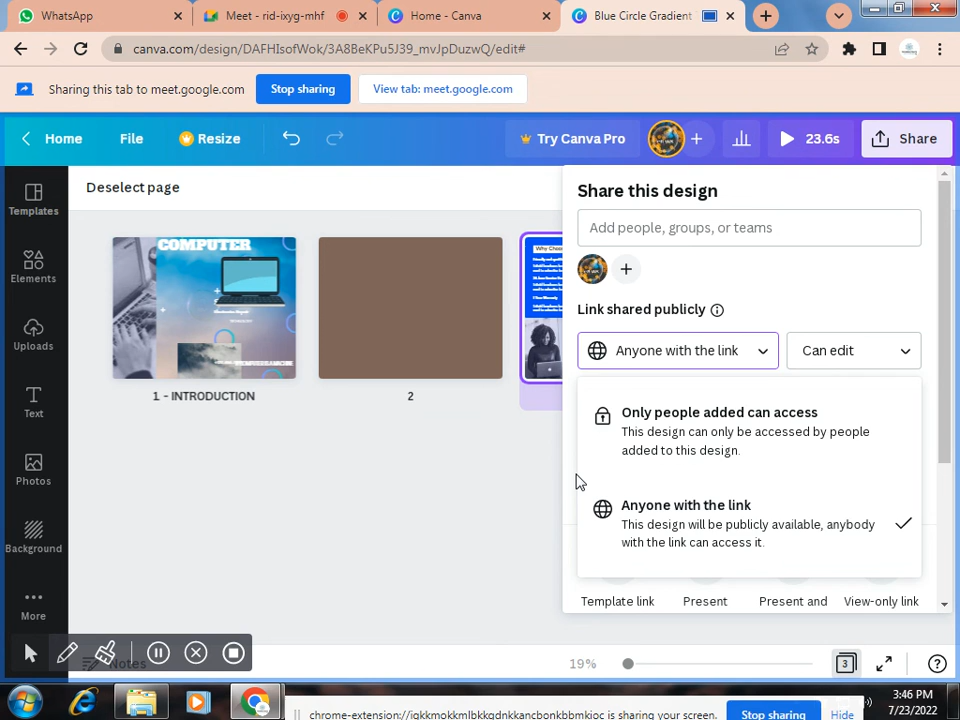 WhatsApp
Meet - rid-ixyg-mhf
Home - Canva
Blue Circle Gradient
canva.com/design/DAFHIsofWok/3A8BeKPu5J39_mvJpDuzwQ/edit#
Sharing this tab to meet.google.com
Stop sharing
View tab: meet.google.com
Home
File
Resize
Try Canva Pro
23.6s
Share
Deselect page
Templates
Elements
Uploads
Text
Photos
Background
More
COMPUTER
1 - INTRODUCTION
2
Share this design
Add people, groups, or teams
Link shared publicly
Anyone with the link
Can edit
Only people added can access
This design can only be accessed by people
added to this design.
Anyone with the link
This design will be publicly available, anybody
with the link can access it.
Template link
Present
Present and
View-only link
Notes
19%
3
3:46 PM
7/23/2022
is sharing your screen.
Stop sharing
Hide